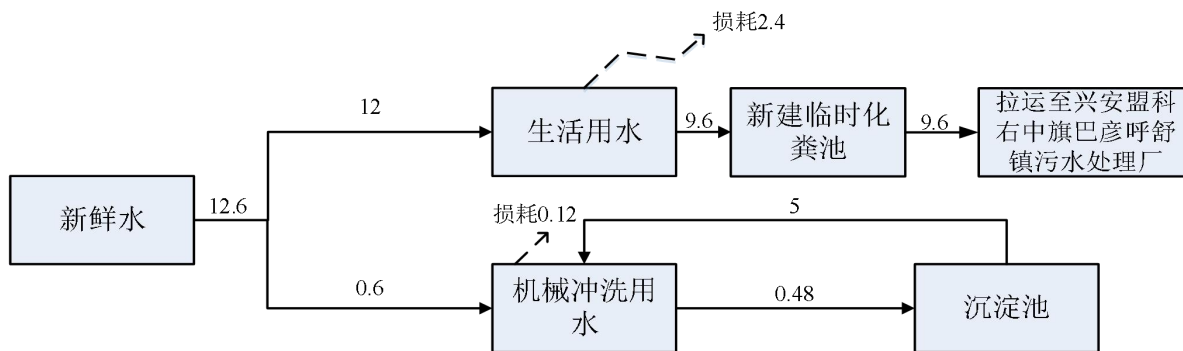 损耗2.4
12
生活用水
9.6
新建临时化
粪池
9.6
拉运至兴安盟科
右中旗巴彦呼舒
镇污水处理厂
新鲜水
12.6
损耗0.12
5
0.6
机械冲洗用
水
0.48
沉淀池